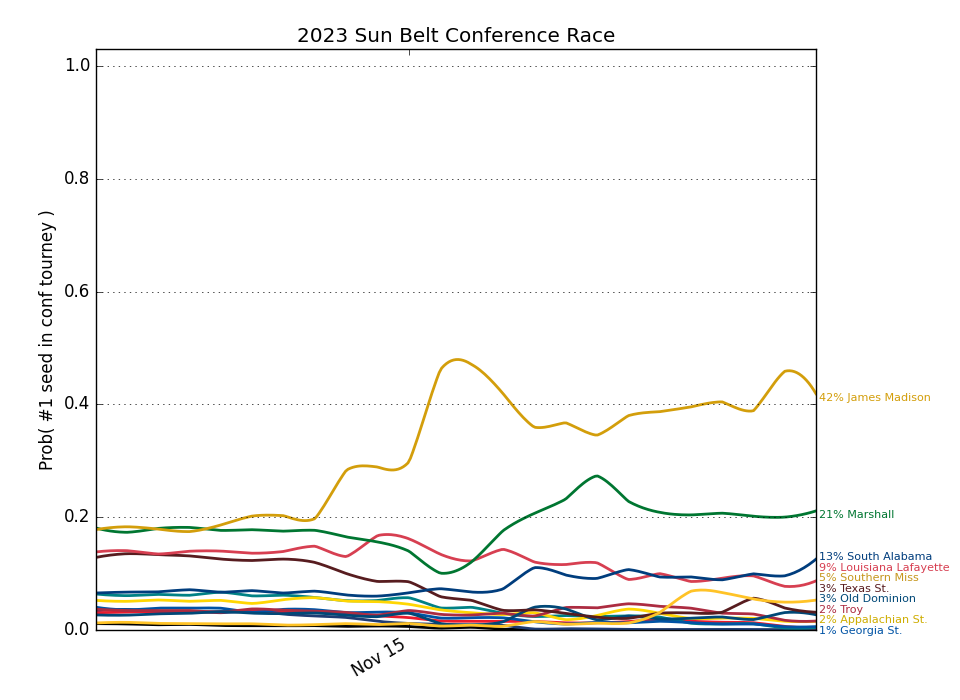 2023 Sun Belt Conference Race
Prob( #1 seed in conf tourney )
1.0
0.8
0.6
0.4
0.2
0.0
Nov 15
42% James Madison
21% Marshall
13% South Alabama
9% Louisiana Lafayette
5% Southern Miss
3% Texas St.
3% Old Dominion
2% Troy
2% Appalachian St.
1% Georgia St.